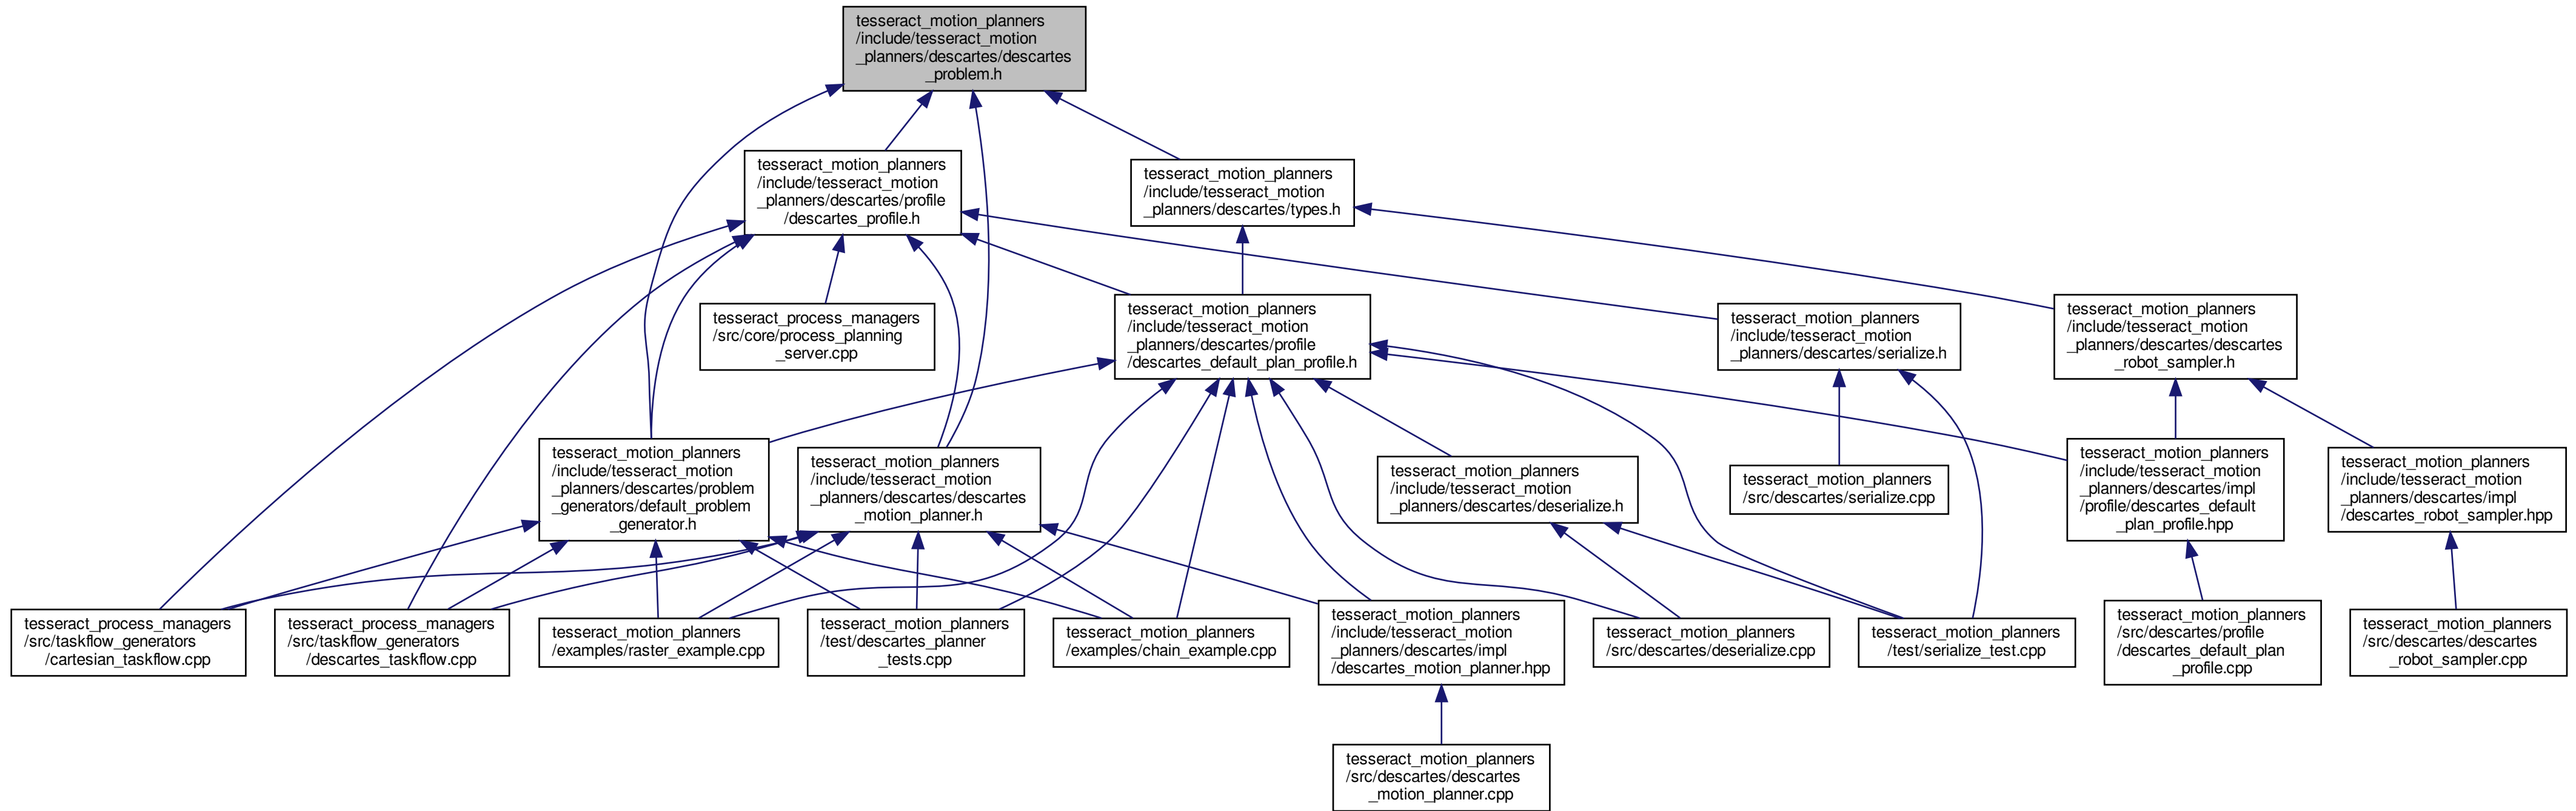 tesseract_motion_planners
/include/tesseract_motion
_planners/descartes/descartes
_problem.h
tesseract_motion_planners
/include/tesseract_motion
_planners/descartes/profile
/descartes_profile.h
tesseract_motion_planners
/include/tesseract_motion
_planners/descartes/types.h
tesseract_process_managers
/src/core/process_planning
_server.cpp
tesseract_motion_planners
/include/tesseract_motion
_planners/descartes/profile
/descartes_default_plan_profile.h
tesseract_motion_planners
/include/tesseract_motion
_planners/descartes/serialize.h
tesseract_motion_planners
/include/tesseract_motion
_planners/descartes/descartes
_robot_sampler.h
tesseract_motion_planners
/include/tesseract_motion
_planners/descartes/problem
_generators/default_problem
_generator.h
tesseract_motion_planners
/include/tesseract_motion
_planners/descartes/descartes
_motion_planner.h
tesseract_motion_planners
/include/tesseract_motion
_planners/descartes/deserialize.h
tesseract_motion_planners
/src/descartes/serialize.cpp
tesseract_motion_planners
/include/tesseract_motion
_planners/descartes/impl
/profile/descartes_default
_plan_profile.hpp
tesseract_motion_planners
/include/tesseract_motion
_planners/descartes/impl
/descartes_robot_sampler.hpp
tesseract_process_managers
/src/taskflow_generators
/cartesian_taskflow.cpp
tesseract_process_managers
/src/taskflow_generators
/descartes_taskflow.cpp
tesseract_motion_planners
/examples/raster_example.cpp
tesseract_motion_planners
/test/descartes_planner
_tests.cpp
tesseract_motion_planners
/examples/chain_example.cpp
tesseract_motion_planners
/include/tesseract_motion
_planners/descartes/impl
/descartes_motion_planner.hpp
tesseract_motion_planners
/src/descartes/deserialize.cpp
tesseract_motion_planners
/test/serialize_test.cpp
tesseract_motion_planners
/src/descartes/profile
/descartes_default_plan
_profile.cpp
tesseract_motion_planners
/src/descartes/descartes
_robot_sampler.cpp
tesseract_motion_planners
/src/descartes/descartes
_motion_planner.cpp